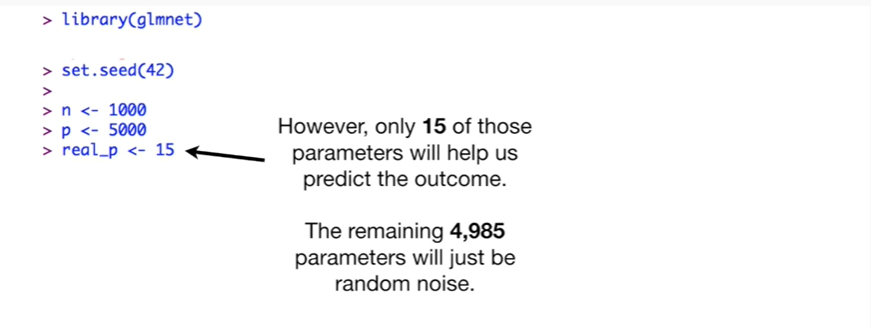 > library(glmnet)
> set.seed(42)
>
> n <- 1000
> p <- 5000
> real_p <- 15
However, only 15 of those
parameters will help us
predict the outcome.
The remaining 4,985
parameters will just be
random noise.